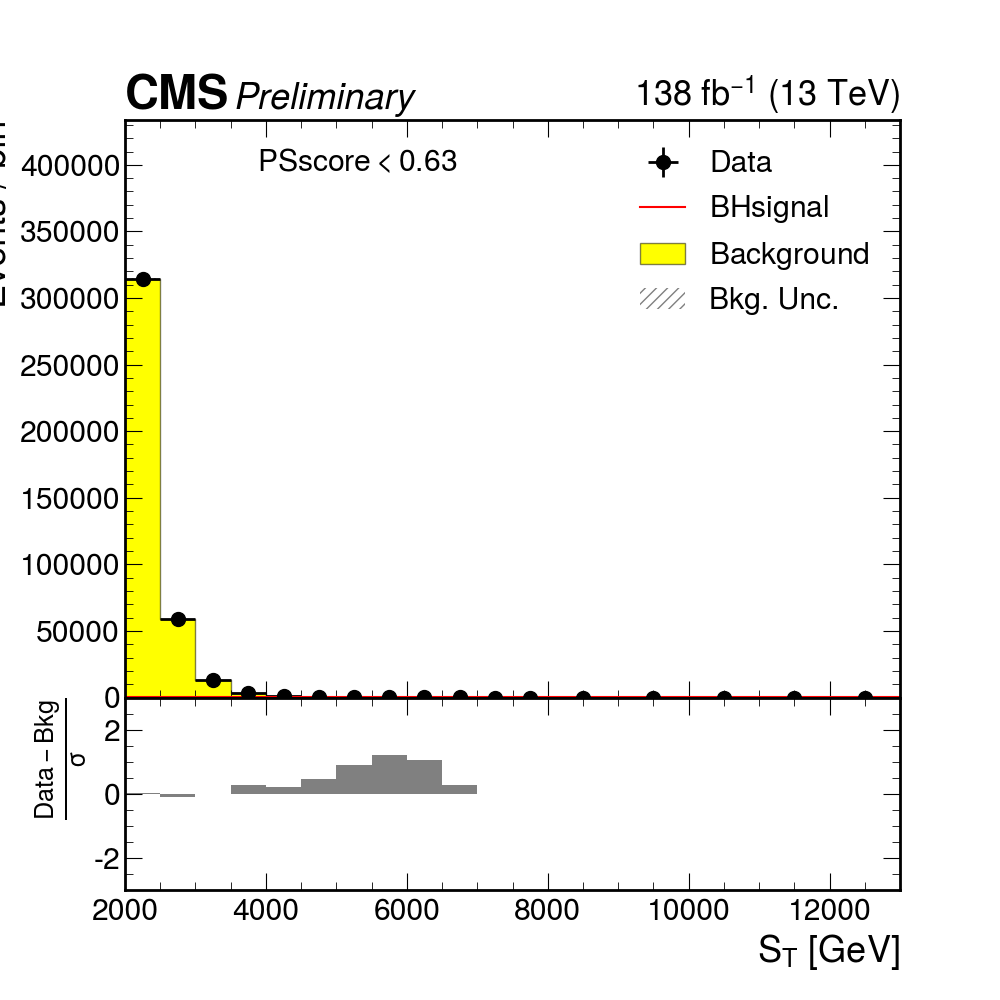 CMS Preliminary 138 fb⁻¹ (13 TeV)
PSscore < 0.63
Data
BHsignal
Background
Bkg. Unc.
400000
350000
300000
250000
200000
150000
100000
50000
0
Data − Bkg
σ
2
0
-2
2000 4000 6000 8000 10000 12000
S_T [GeV]